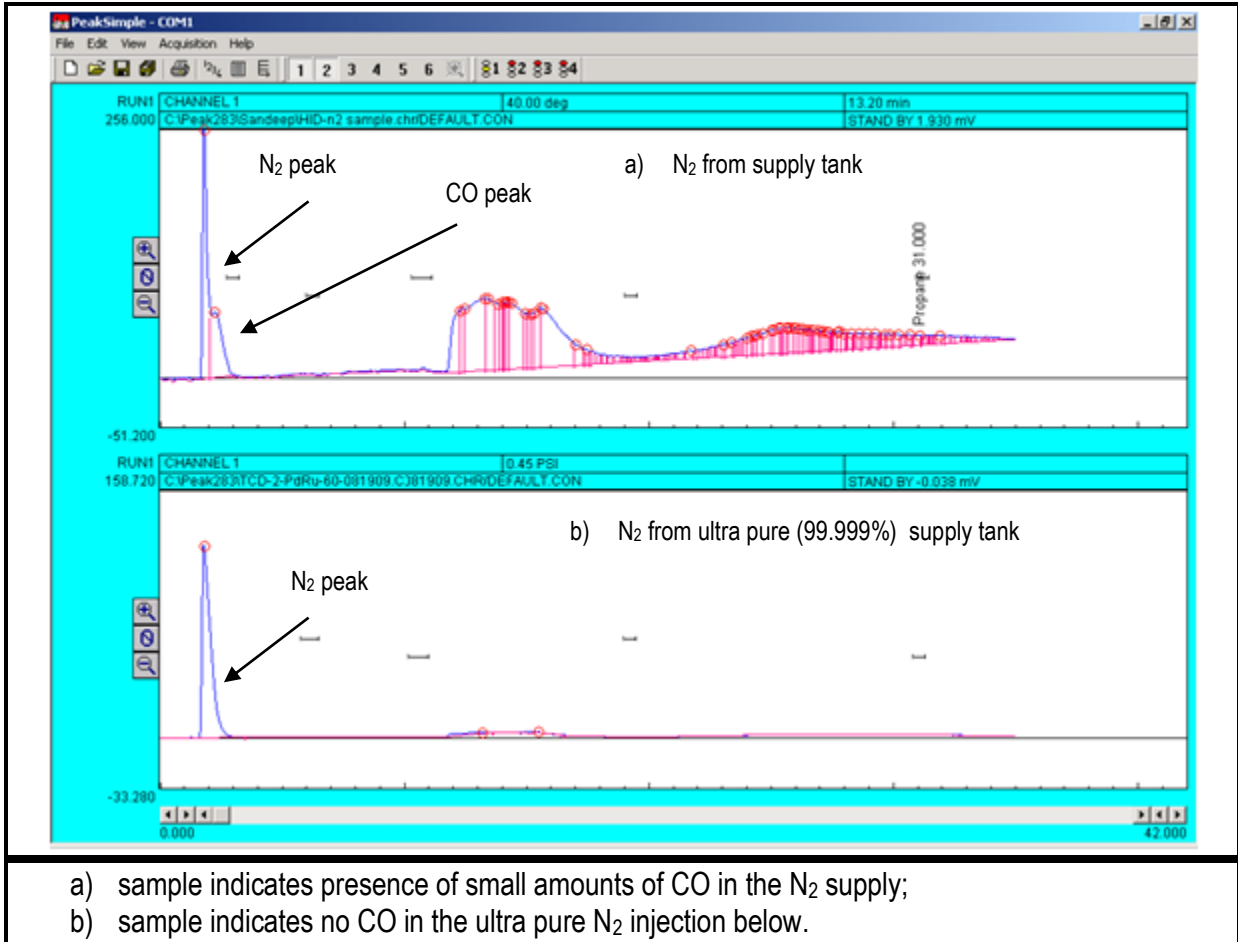 PeakSimple - COM1
File Edit View Acquisition Help
1 2 3 4 5 6 1 2 3 4
RUN1 CHANNEL 1 40.00 deg 13.20 min
256.000 C:\Peak283\Sandeep\HID-n2 sample.chr/DEFAULT.CON STAND BY 1.930 mV
N₂ peak
CO peak
a) N₂ from supply tank
Propane 31.000
-51.200
RUN1 CHANNEL 1 0.45 PSI
158.720 C:\Peak283\TCD-2-PdRu-60-081909.CJ81909.CHR/DEFAULT.CON STAND BY -0.038 mV
b) N₂ from ultra pure (99.999%) supply tank
N₂ peak
-33.280
0.000 42.000
a) sample indicates presence of small amounts of CO in the N₂ supply;
b) sample indicates no CO in the ultra pure N₂ injection below.